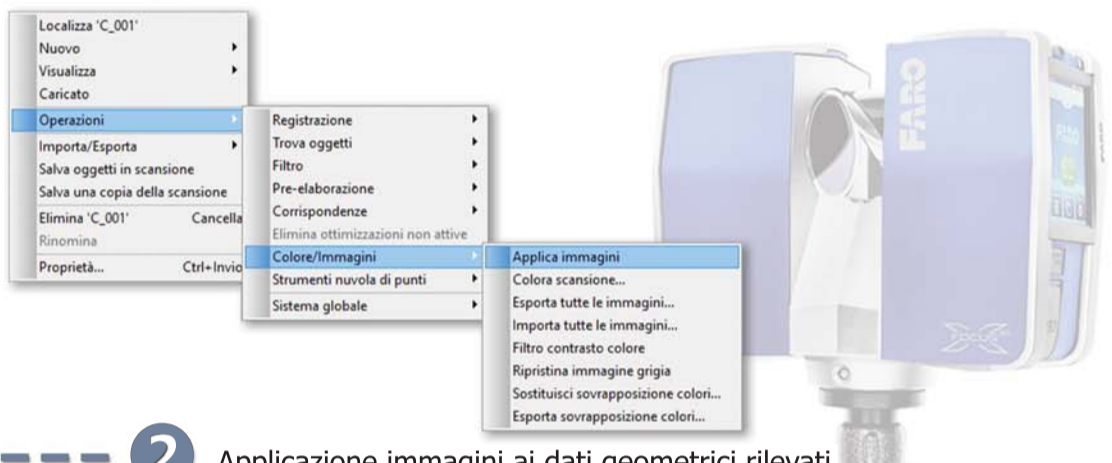 Localizza 'C_001'
Nuovo
Visualizza
Caricato
Operazioni
Importa/Esporta
Salva oggetti in scansione
Salva una copia della scansione
Elimina 'C_001' Cancella
Rinomina
Proprietà... Ctrl+Invio
Registrazione
Trova oggetti
Filtro
Pre-elaborazione
Corrispondenze
Elimina ottimizzazioni non attive
Colore/Immagini
Strumenti nuvola di punti
Sistema globale
Applica immagini
Colora scansione...
Esporta tutte le immagini...
Importa tutte le immagini...
Filtro contrasto colore
Ripristina immagine grigia
Sostituisci sovrapposizione colori...
Esporta sovrapposizione colori...
FARO
FARO
FARO
FOCUS
2
Applicazione immagini ai dati geometrici rilevati